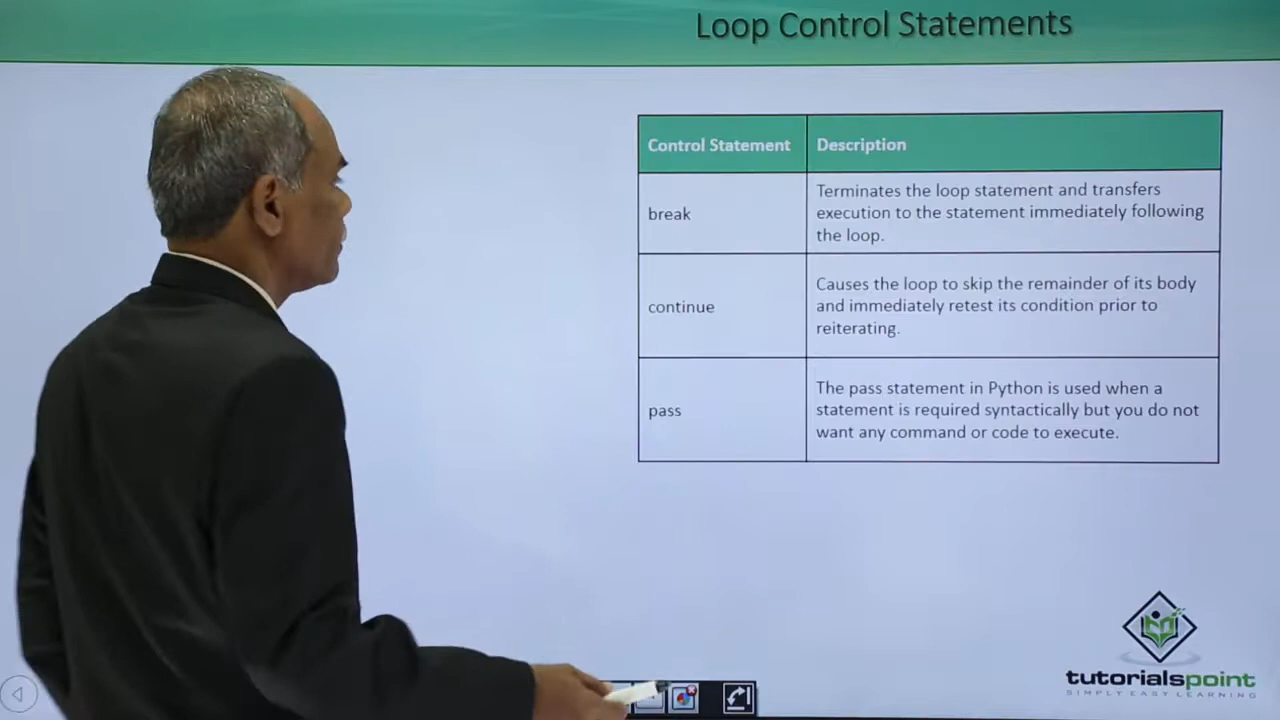 Loop Control Statements
Control Statement
Description
break
Terminates the loop statement and transfers
execution to the statement immediately following
the loop.
continue
Causes the loop to skip the remainder of its body
and immediately retest its condition prior to
reiterating.
pass
The pass statement in Python is used when a
statement is required syntactically but you do not
want any command or code to execute.
tutorialspoint
SIMPLY EASY LEARNING